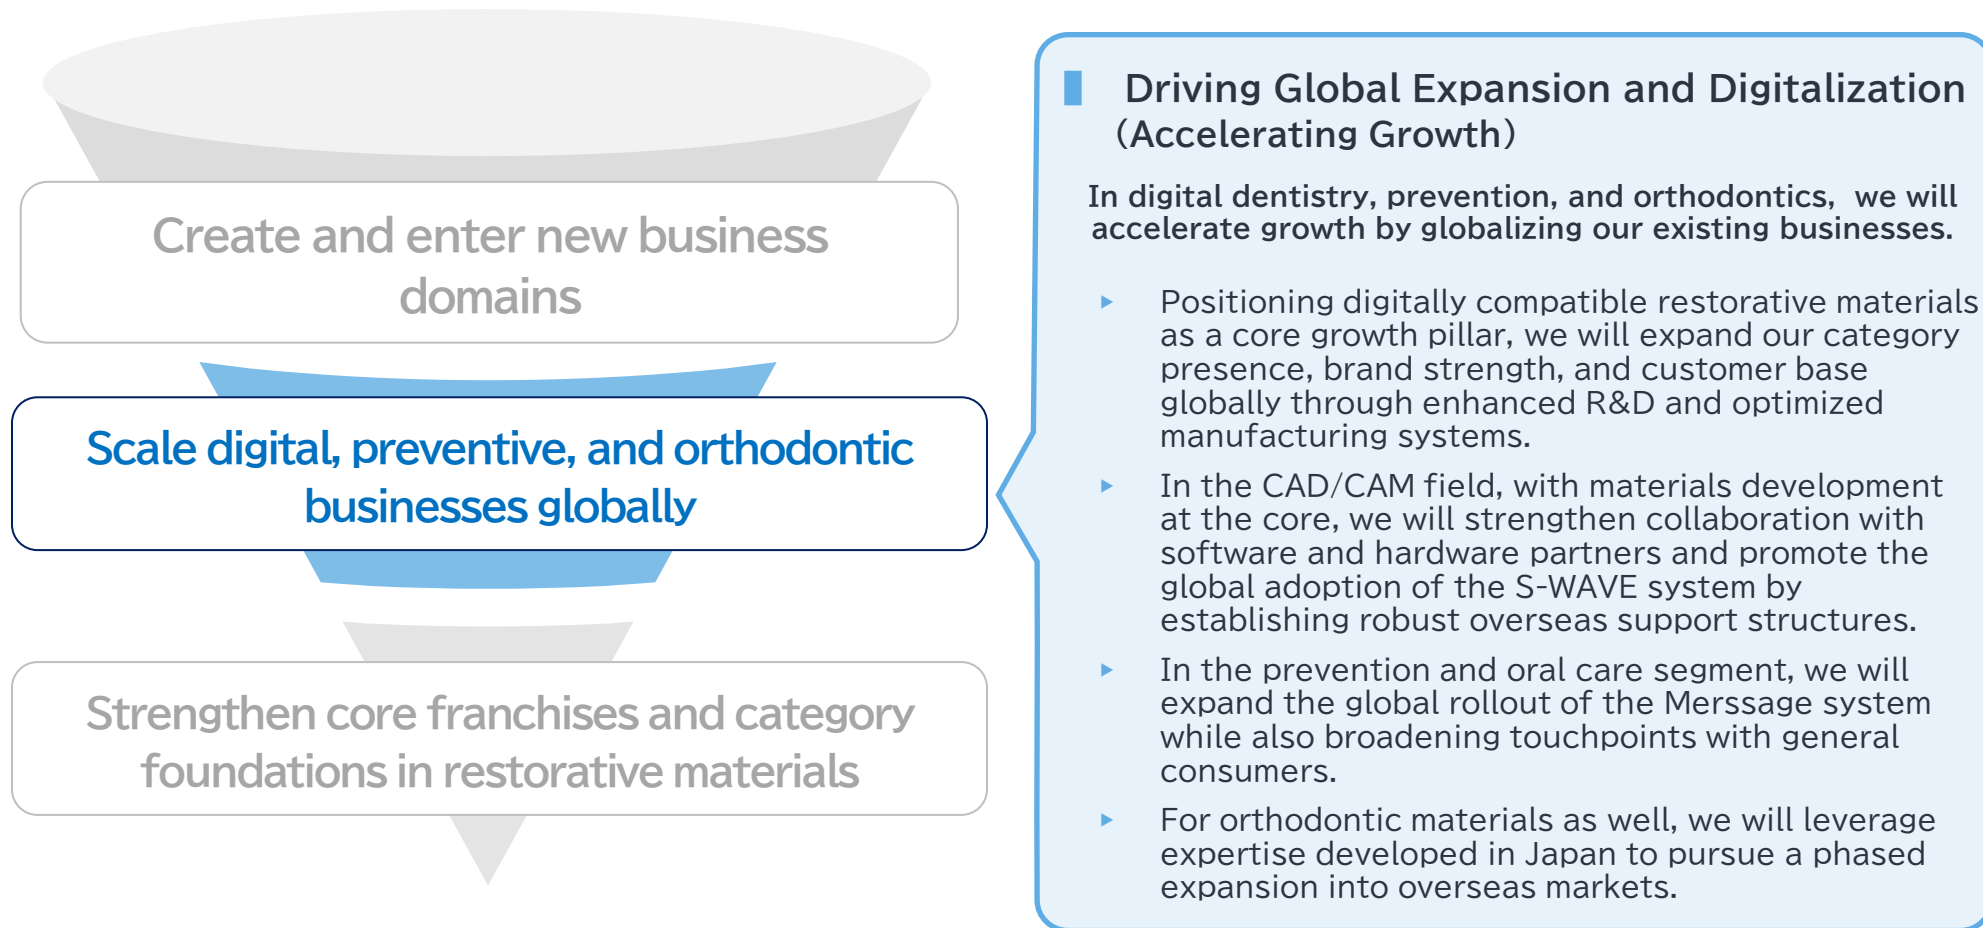 Create and enter new business
domains
Scale digital, preventive, and orthodontic
businesses globally
Strengthen core franchises and category
foundations in restorative materials
Driving Global Expansion and Digitalization
(Accelerating Growth)
In digital dentistry, prevention, and orthodontics, we will
accelerate growth by globalizing our existing businesses.
Positioning digitally compatible restorative materials
as a core growth pillar, we will expand our category
presence, brand strength, and customer base
globally through enhanced R&D and optimized
manufacturing systems.
In the CAD/CAM field, with materials development
at the core, we will strengthen collaboration with
software and hardware partners and promote the
global adoption of the S-WAVE system by
establishing robust overseas support structures.
In the prevention and oral care segment, we will
expand the global rollout of the Merssage system
while also broadening touchpoints with general
consumers.
For orthodontic materials as well, we will leverage
expertise developed in Japan to pursue a phased
expansion into overseas markets.